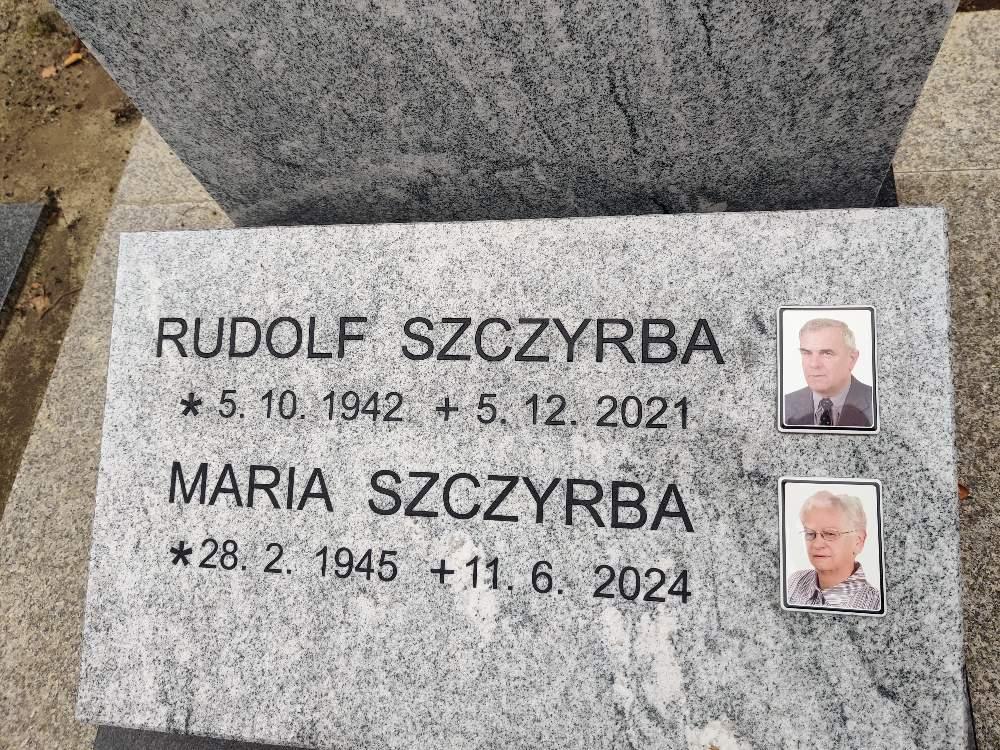 RUDOLF SZCZYRBA
* 5. 10. 1942 + 5. 12. 2021
MARIA SZCZYRBA
* 28. 2. 1945 + 11. 6. 2024